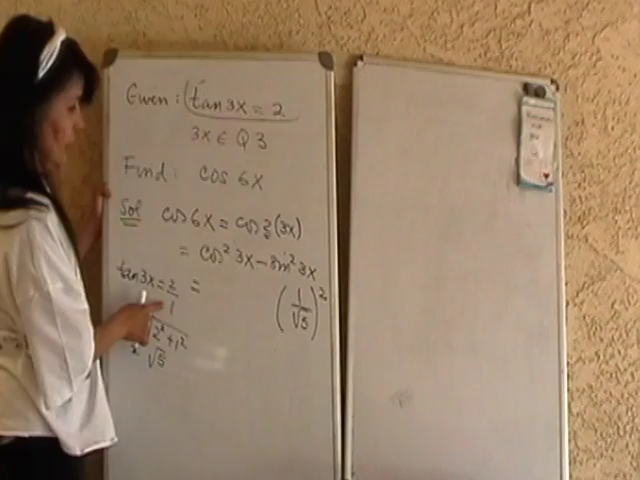 Given: tan 3x = 2
3x ∈ Q 3
Find: cos 6x
Sol cos 6x = cos 2 (3x)
= cos² 3x - sin² 3x
tan 3x = 2/1 =
(1/√5)²
√2² + 1²
√5